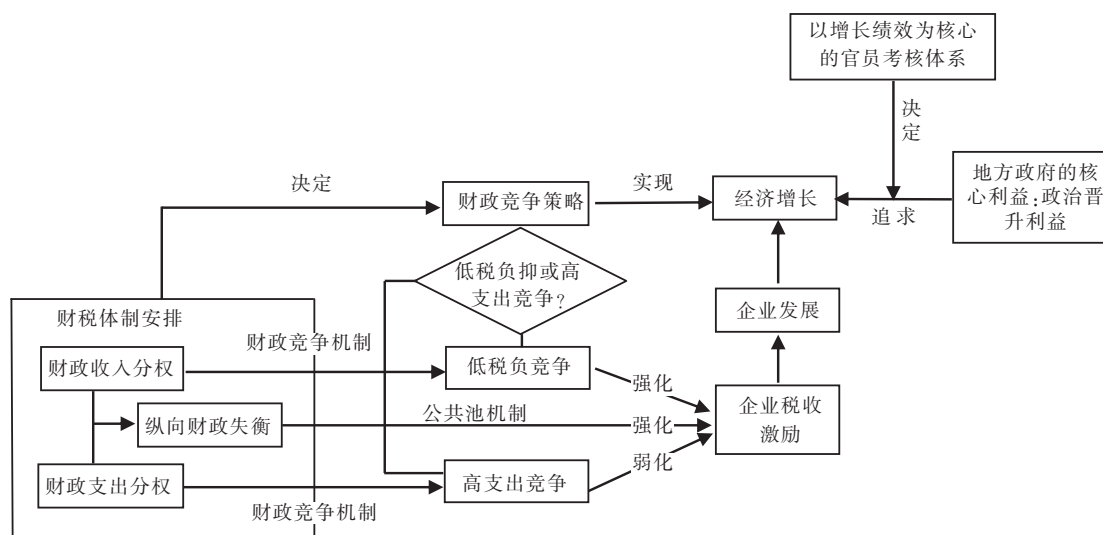 以增长绩效为核心
的官员考核体系
决
定
地方政府的核
心利益:政治晋
升利益
决定
财政竞争策略
实现
经济增长
追求
低税负抑或高
支出竞争?
财税体制安排
企业发展
财政竞争机制
财政收入分权
低税负竞争
强化
纵向财政失衡
公共池机制
强化
企业税收
激励
弱化
财政支出分权
高支出竞争
财政竞争机制